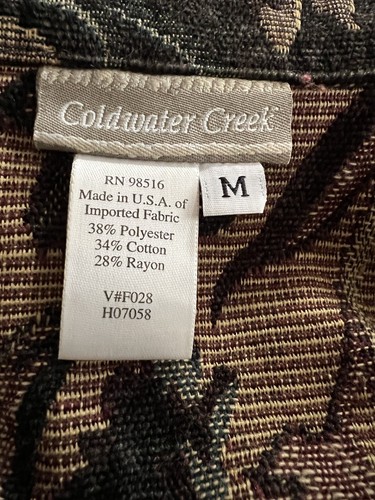 Coldwater Creek
M
RN 98516
Made in U.S.A. of
Imported Fabric
38% Polyester
34% Cotton
28% Rayon
V#F028
H07058